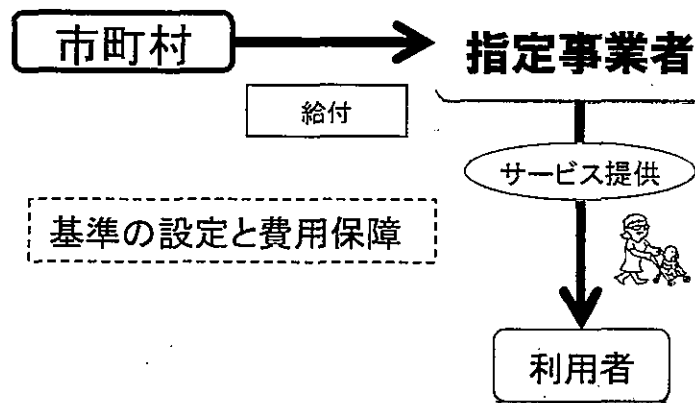 市町村
指定事業者
給付
サービス提供
基準の設定と費用保障
利用者